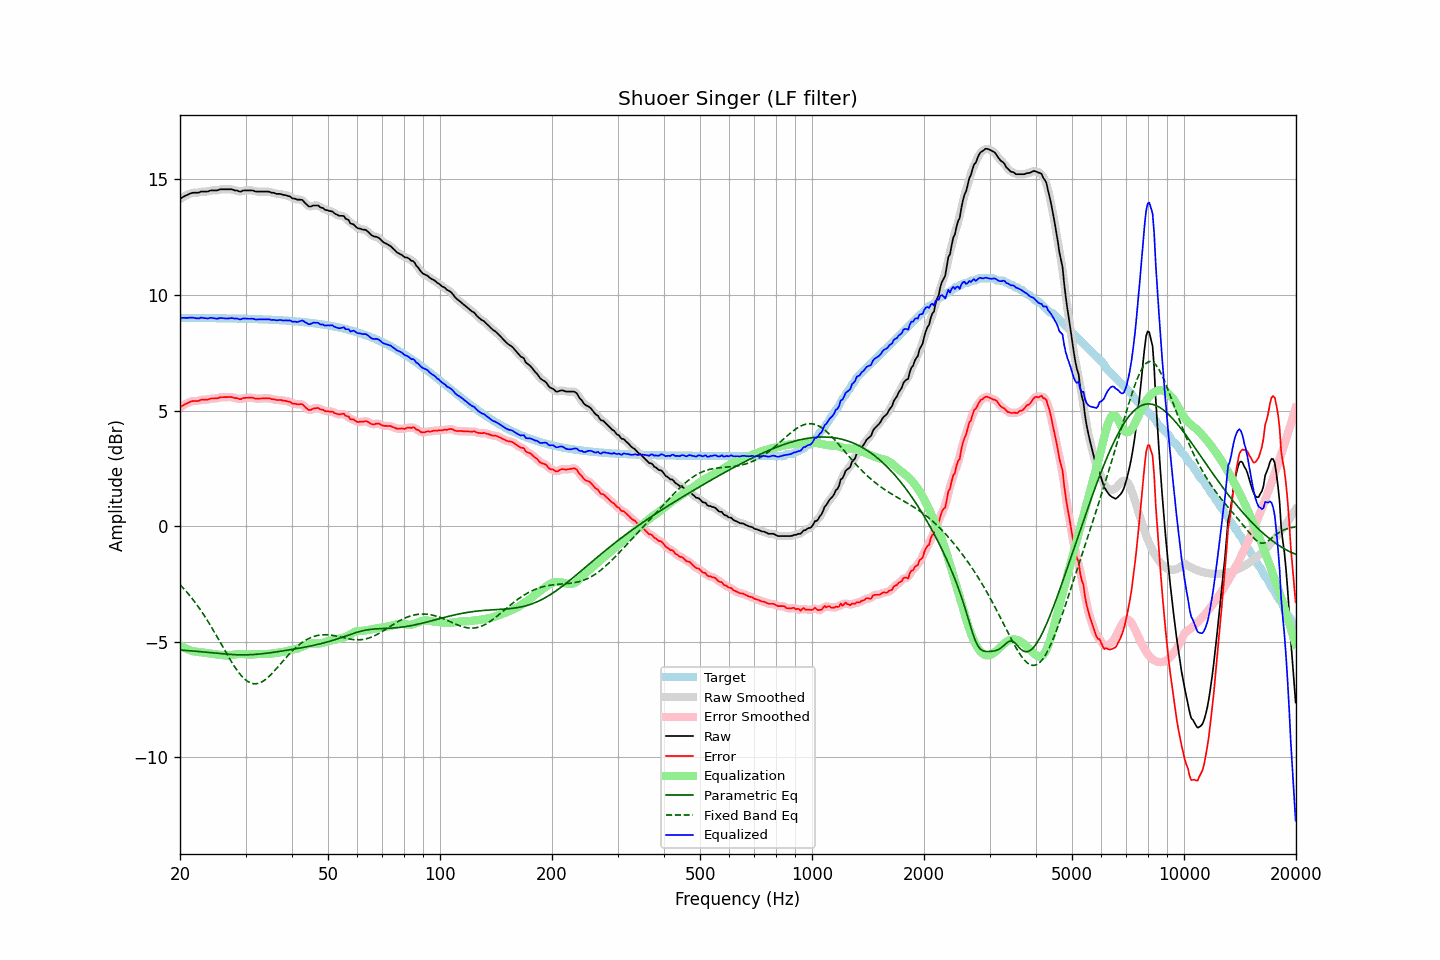 Shuoer Singer (LF filter)
Amplitude (dBr)
15
10
5
0
−5
−10
Target
Raw Smoothed
Error Smoothed
Raw
Error
Equalization
Parametric Eq
Fixed Band Eq
Equalized
20 50 100 200 500 1000 2000 5000 10000 20000
Frequency (Hz)